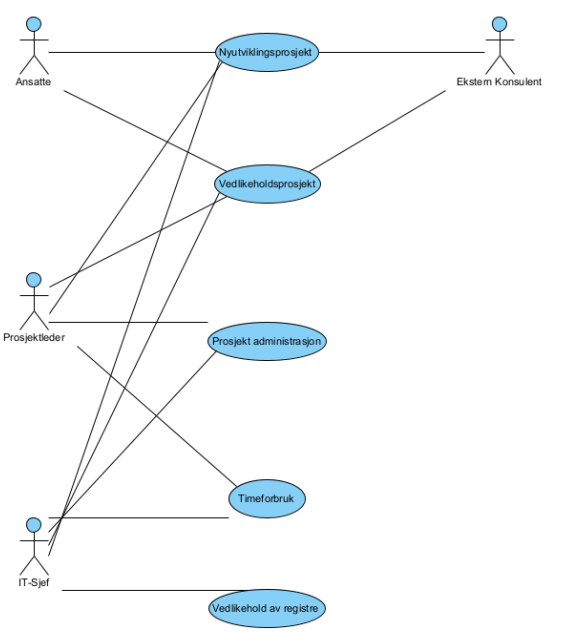 Nyutviklingsprosjekt
Ansatte
Ekstern Konsulent
Vedlikeholdsprosjekt
Prosjektleder
Prosjekt administrasjon
Timeforbruk
IT-Sjef
Vedlikehold av registre